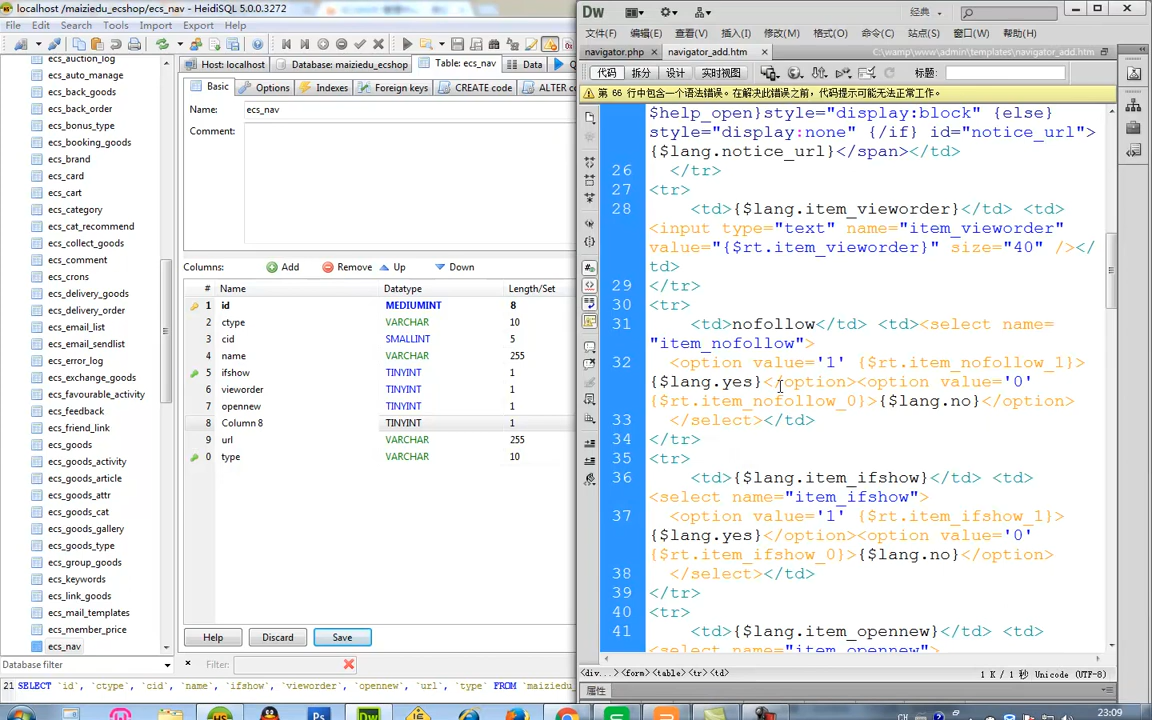 localhost /maiziedu_ecshop/ecs_nav - HeidiSQL 5.0.0.3272
File Edit Search Tools Import Export Help
ecs_auction_log
ecs_auto_manage
ecs_back_goods
ecs_back_order
ecs_bonus_type
ecs_booking_goods
ecs_brand
ecs_card
ecs_cart
ecs_category
ecs_cat_recommend
ecs_collect_goods
ecs_comment
ecs_crons
ecs_delivery_goods
ecs_delivery_order
ecs_email_list
ecs_email_sendlist
ecs_error_log
ecs_exchange_goods
ecs_favourable_activity
ecs_feedback
ecs_friend_link
ecs_goods
ecs_goods_activity
ecs_goods_article
ecs_goods_attr
ecs_goods_cat
ecs_goods_gallery
ecs_goods_type
ecs_group_goods
ecs_keywords
ecs_link_goods
ecs_mail_templates
ecs_member_price
ecs_nav
Database filter
Host: localhost Database: maiziedu_ecshop Table: ecs_nav Data
Basic Options Indexes Foreign keys CREATE code ALTER co
Name: ecs_nav
Comment:
Columns: Add Remove Up Down
# Name Datatype Length/Set
1 id MEDIUMINT 8
2 ctype VARCHAR 10
3 cid SMALLINT 5
4 name VARCHAR 255
5 ifshow TINYINT 1
6 vieworder TINYINT 1
7 opennew TINYINT 1
8 Column 8 TINYINT 1
9 url VARCHAR 255
0 type VARCHAR 10
Help Discard Save
Filter:
21 SELECT `id`, `ctype`, `cid`, `name`, `ifshow`, `vieworder`, `opennew`, `url`, `type` FROM `maiziedu
Dw 经典
文件(F) 编辑(E) 查看(V) 插入(I) 修改(M) 格式(O) 命令(C) 站点(S) 窗口(W) 帮助(H)
navigator.php navigator_add.htm C:\wamp\www\admin\templates\navigator_add.htm
代码 拆分 设计 实时视图 标题:
第 66 行中包含一个语法错误。在解决此错误之前，代码提示可能无法正常工作。
$help_open}style="display:block" {else}
style="display:none" {/if} id="notice_url">
{$lang.notice_url}</span></td>
26 </tr>
27 <tr>
28 <td>{$lang.item_vieworder}</td> <td>
<input type="text" name="item_vieworder"
value="{$rt.item_vieworder}" size="40" /></
td>
29 </tr>
30 <tr>
31 <td>nofollow</td> <td><select name=
"item_nofollow">
32 <option value='1' {$rt.item_nofollow_1}>
{$lang.yes}</option><option value='0'
{$rt.item_nofollow_0}>{$lang.no}</option>
33 </select></td>
34 </tr>
35 <tr>
36 <td>{$lang.item_ifshow}</td> <td>
<select name="item_ifshow">
37 <option value='1' {$rt.item_ifshow_1}>
{$lang.yes}</option><option value='0'
{$rt.item_ifshow_0}>{$lang.no}</option>
38 </select></td>
39 </tr>
40 <tr>
41 <td>{$lang.item_opennew}</td> <td>
<select name="item_opennew">
<div...> <form> <table> <tr> <td> 1 K / 1 秒 Unicode (UTF-8)
属性
23:09